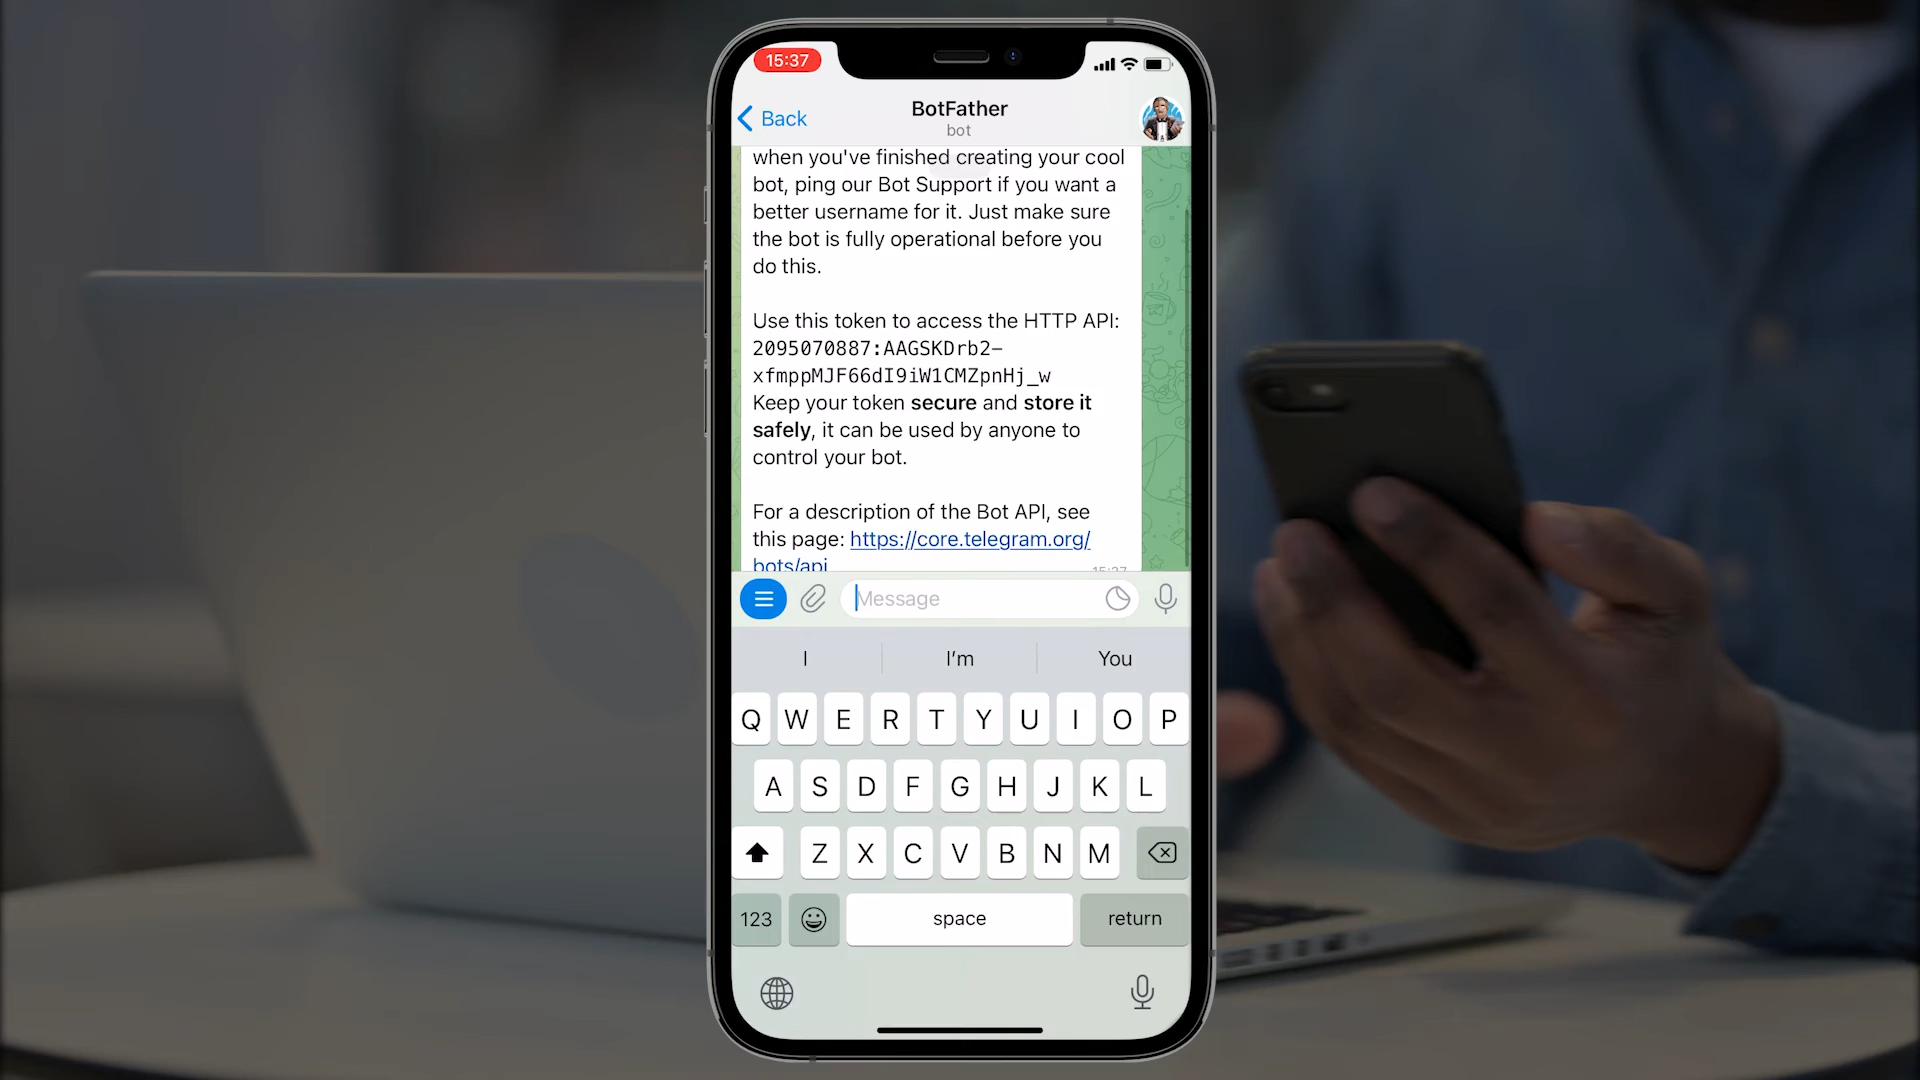 15:37
Back
BotFather
bot
when you've finished creating your cool
bot, ping our Bot Support if you want a
better username for it. Just make sure
the bot is fully operational before you
do this.
Use this token to access the HTTP API:
2095070887:AAGSKDrb2-
xfmppMJF66dI9iW1CMZpnHj_w
Keep your token secure and store it
safely, it can be used by anyone to
control your bot.
For a description of the Bot API, see
this page: https://core.telegram.org/
bots/api
15:37
Message
I I'm You
Q W E R T Y U I O P
A S D F G H J K L
Z X C V B N M
123 space return